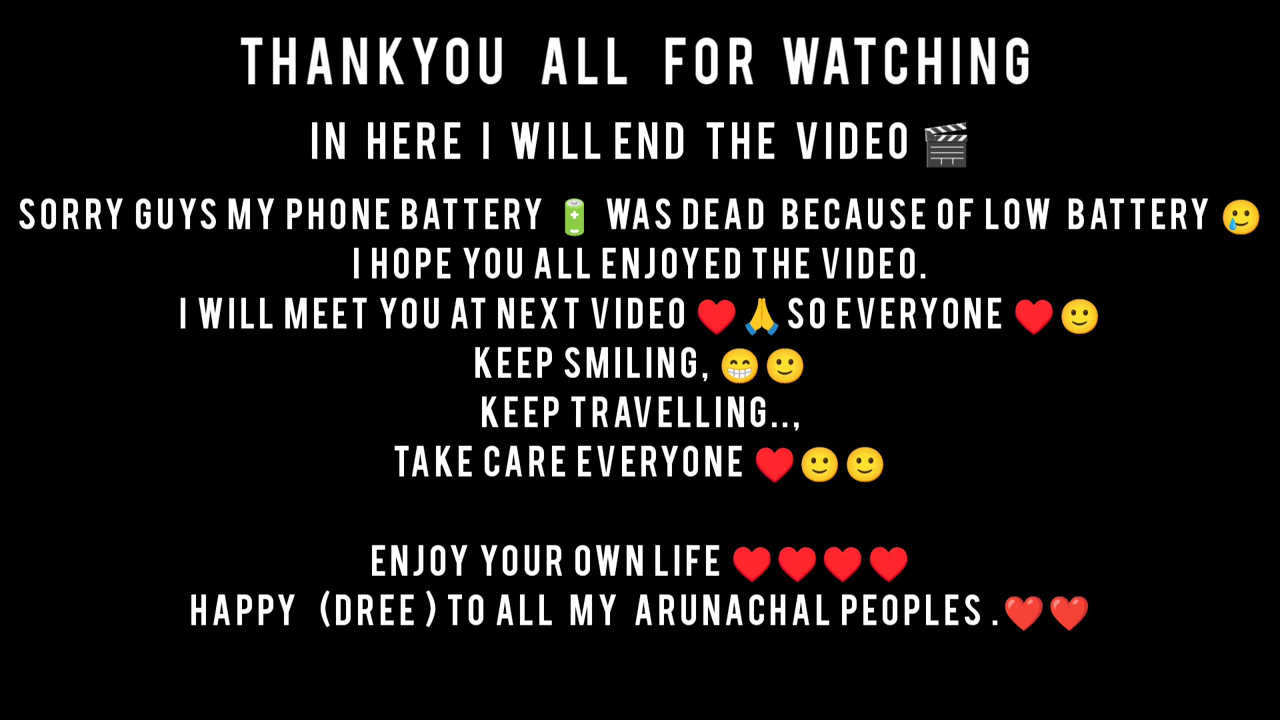 THANKYOU ALL FOR WATCHING
IN HERE I WILL END THE VIDEO 🎬
SORRY GUYS MY PHONE BATTERY 🔋 WAS DEAD BECAUSE OF LOW BATTERY 🥲
I HOPE YOU ALL ENJOYED THE VIDEO.
I WILL MEET YOU AT NEXT VIDEO ♥️🙏 SO EVERYONE ♥️🙂
KEEP SMILING, 😁🙂
KEEP TRAVELLING..,
TAKE CARE EVERYONE ♥️🙂🙂
ENJOY YOUR OWN LIFE ♥️♥️♥️♥️
HAPPY (DREE ) TO ALL MY ARUNACHAL PEOPLES .❤️❤️